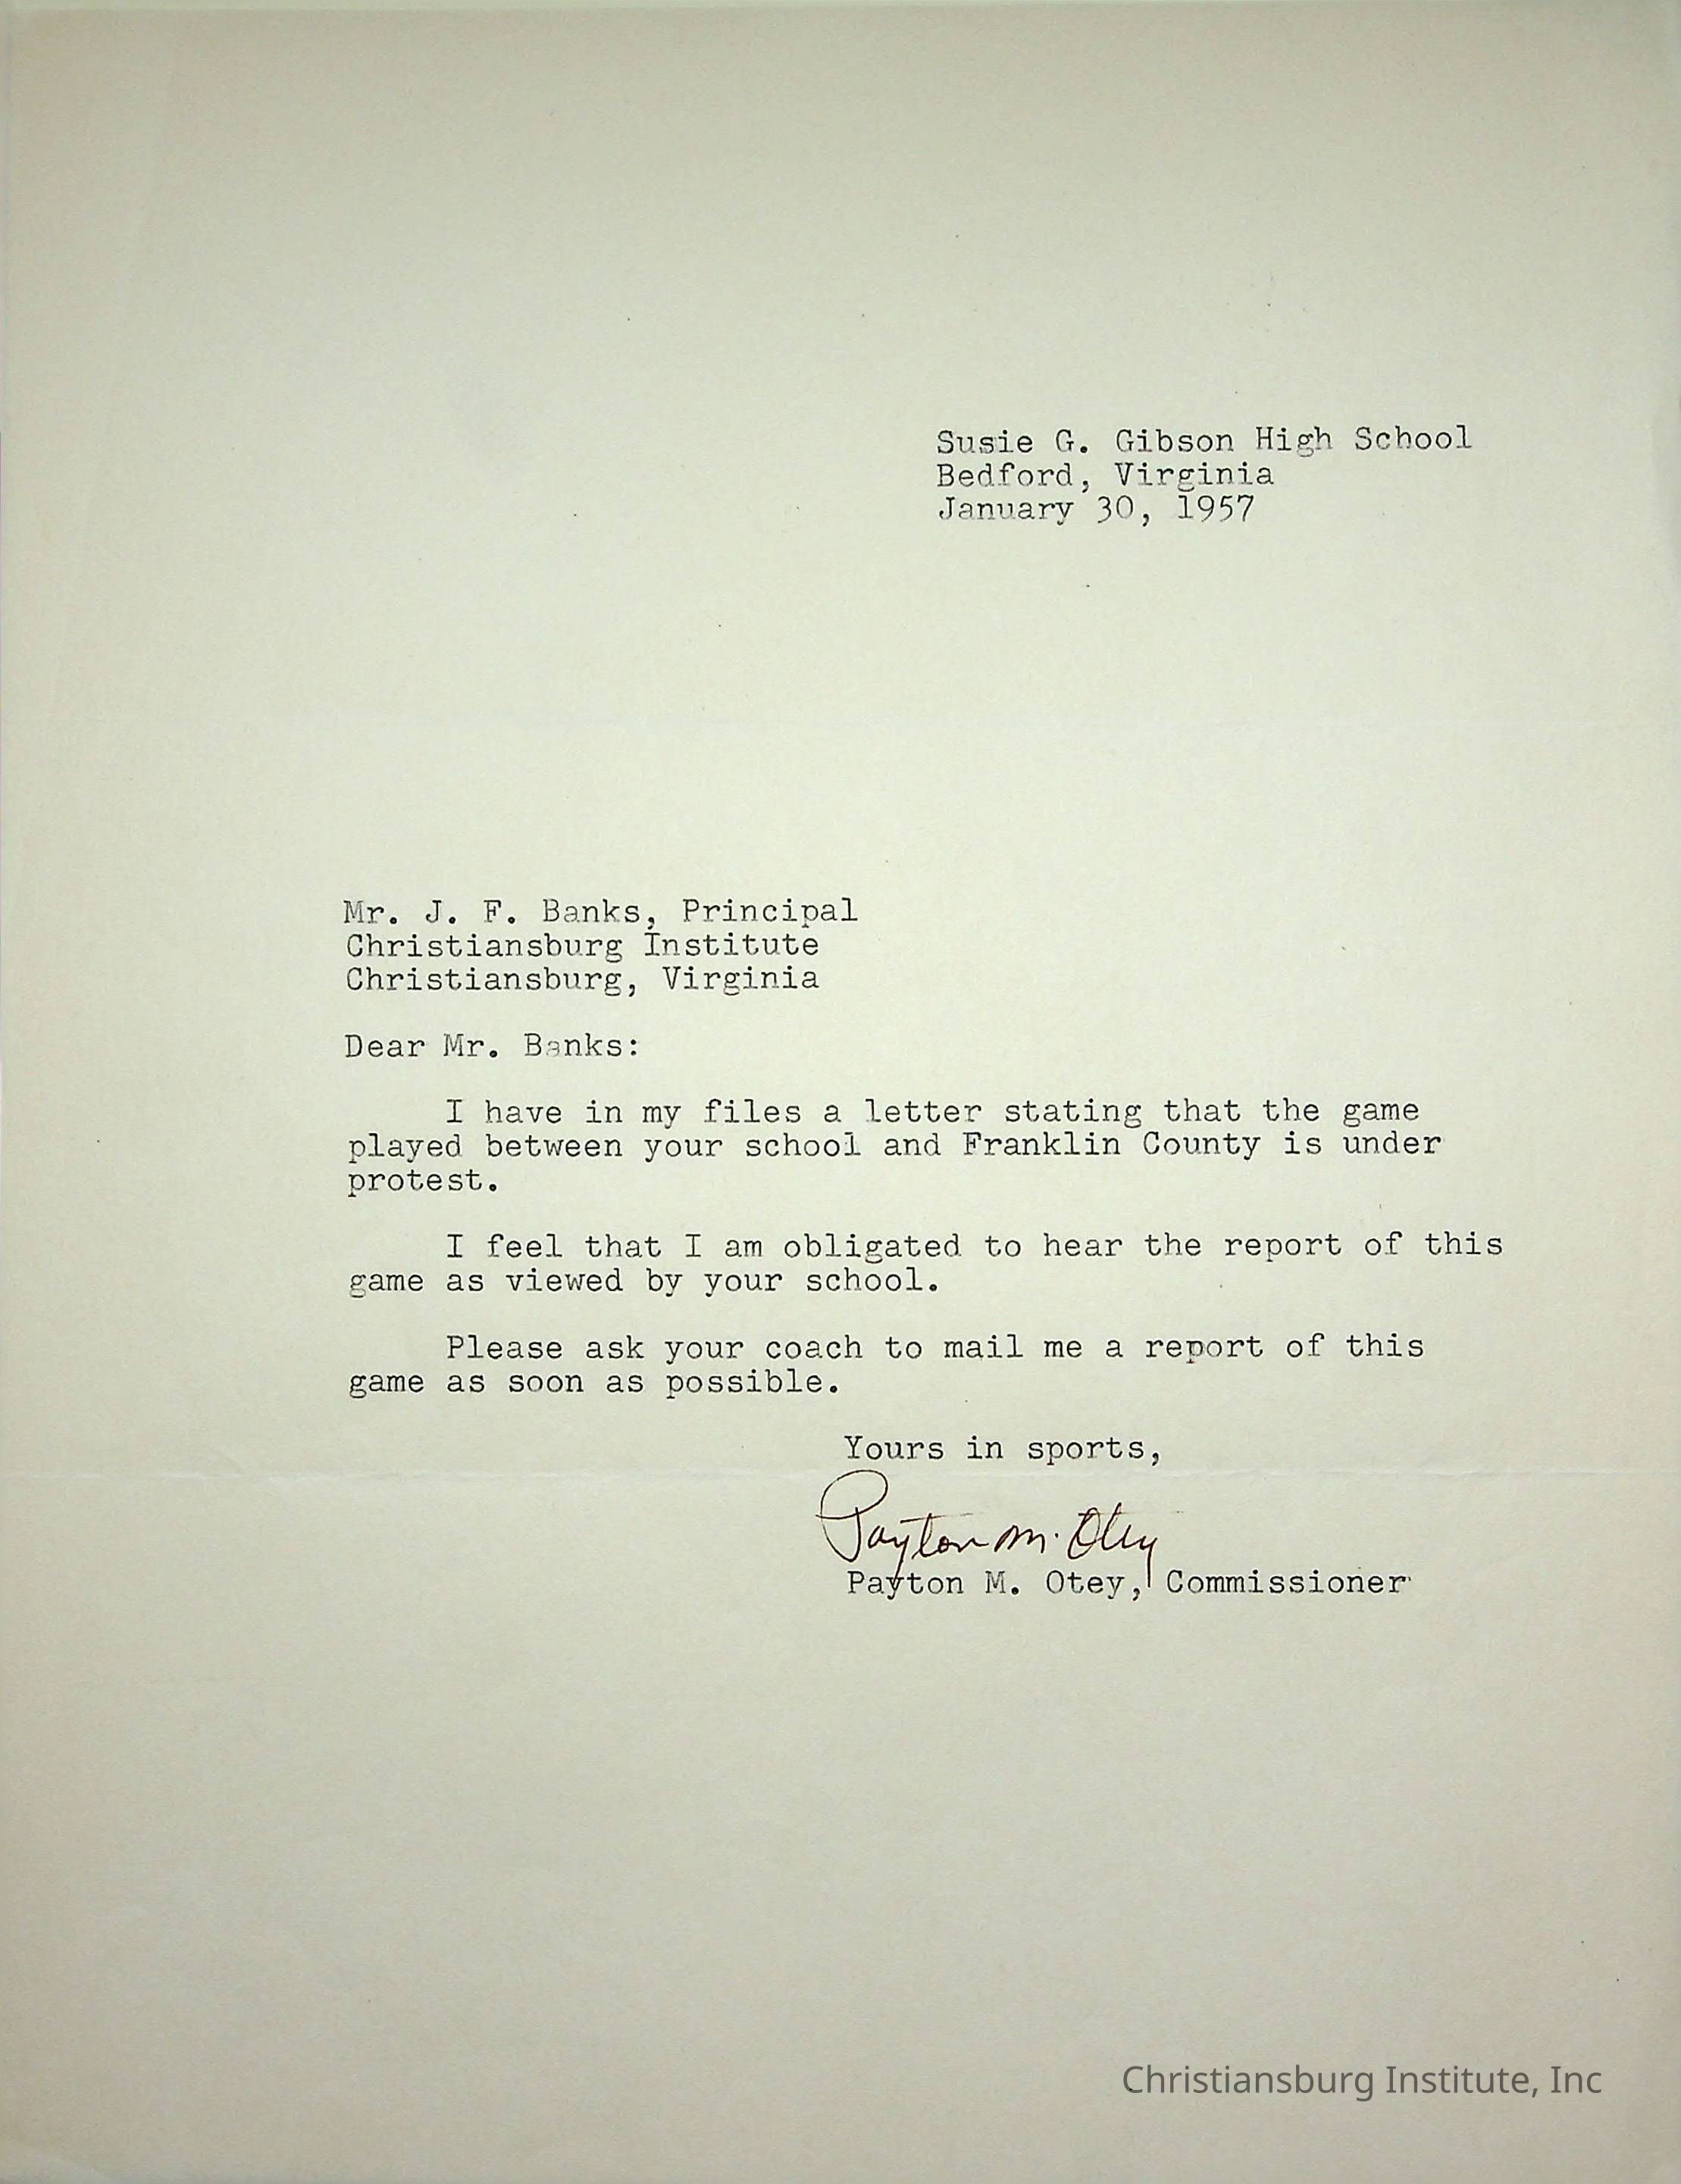 Susie G. Gibson High School
Bedford, Virginia
January 30, 1957
Mr. J. F. Banks, Principal
Christiansburg Institute
Christiansburg, Virginia
Dear Mr. Banks:
I have in my files a letter stating that the game
played between your school and Franklin County is under
protest.
I feel that I am obligated to hear the report of this
game as viewed by your school.
Please ask your coach to mail me a report of this
game as soon as possible.
Yours in sports,
Payton M. Otey
Payton M. Otey, Commissioner
Christiansburg Institute, Inc